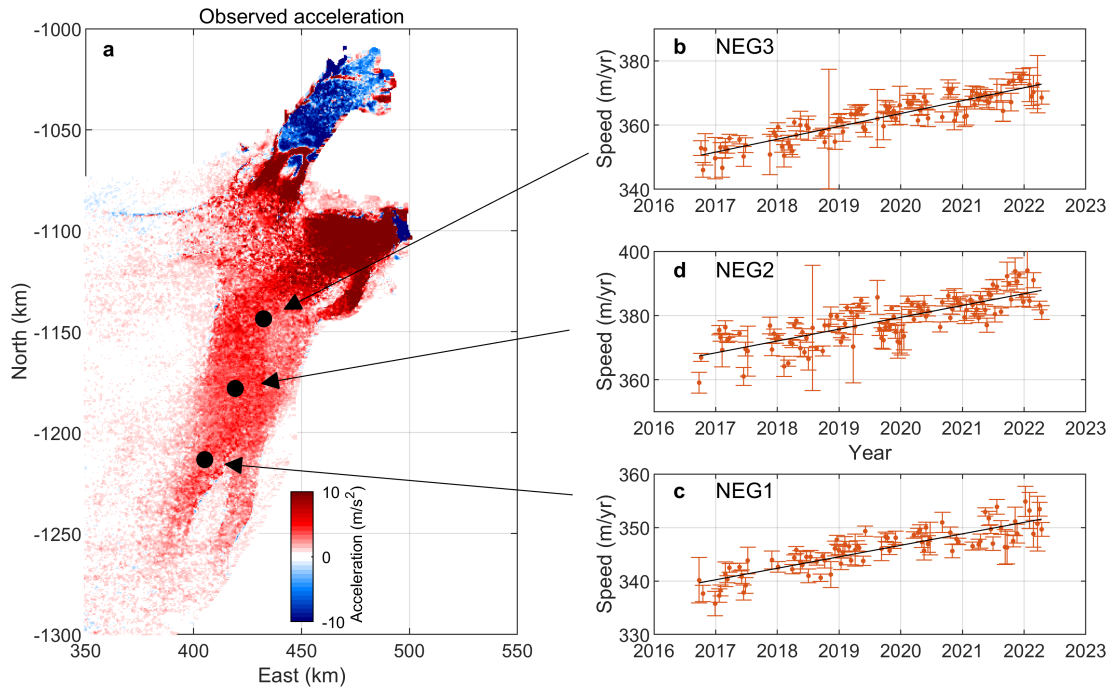 Observed acceleration
a
-1000
-1050
-1100
-1150
-1200
-1250
-1300
North (km)
350
400
450
500
550
East (km)
10
0
-10
Acceleration (m/s²)
b NEG3
380
360
340
Speed (m/yr)
2016 2017 2018 2019 2020 2021 2022 2023
d NEG2
400
380
360
Speed (m/yr)
2016 2017 2018 2019 2020 2021 2022 2023
Year
c NEG1
360
350
340
330
Speed (m/yr)
2016 2017 2018 2019 2020 2021 2022 2023